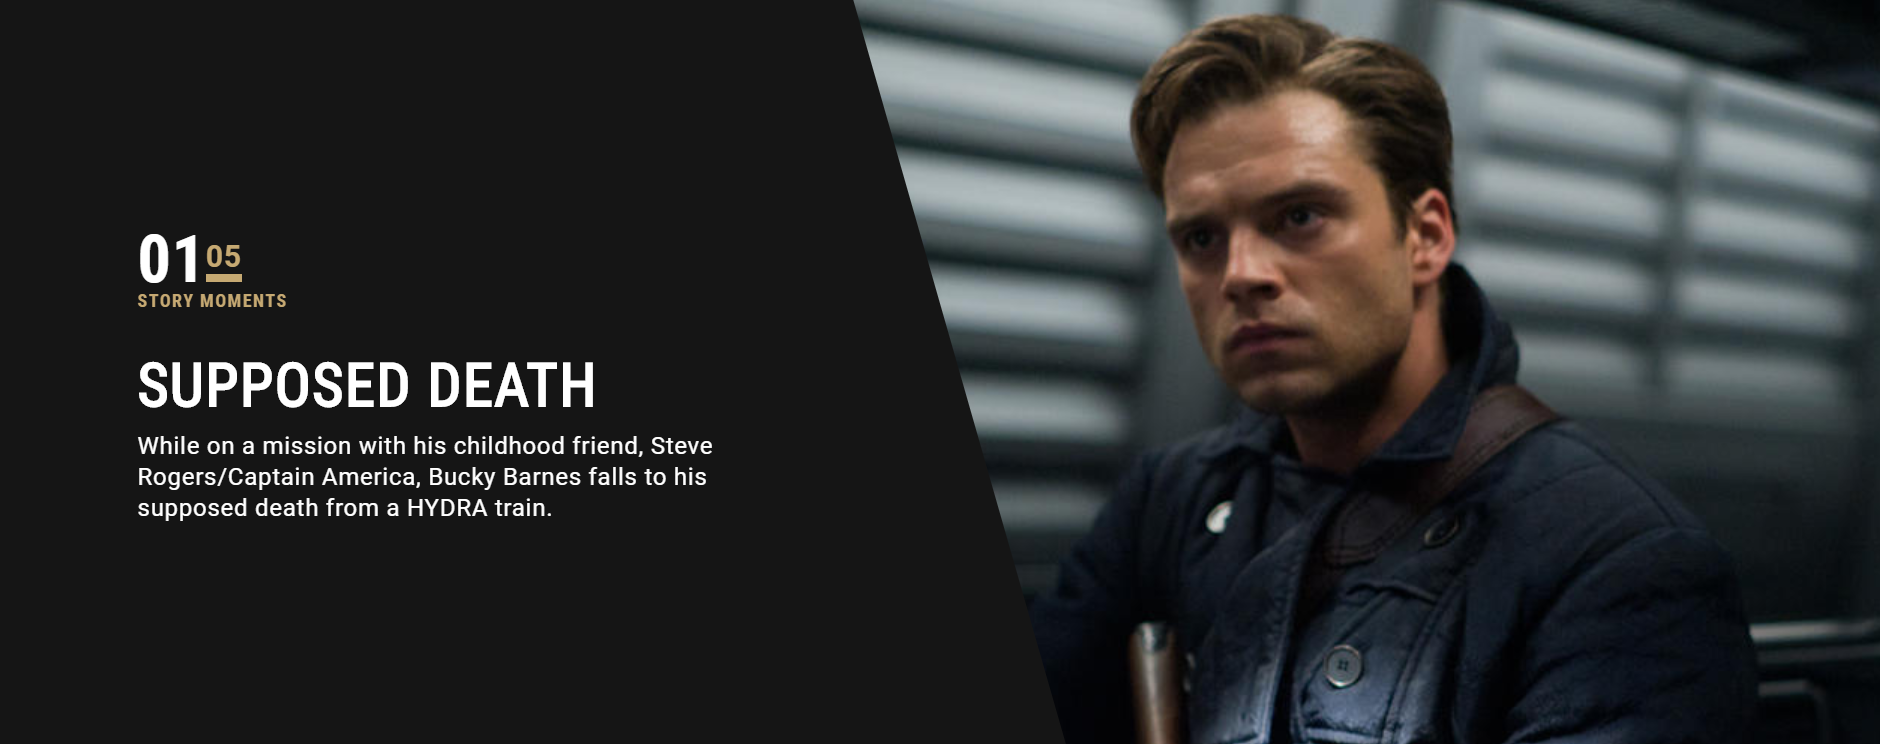 01 05
STORY MOMENTS
SUPPOSED DEATH
While on a mission with his childhood friend, Steve
Rogers/Captain America, Bucky Barnes falls to his
supposed death from a HYDRA train.